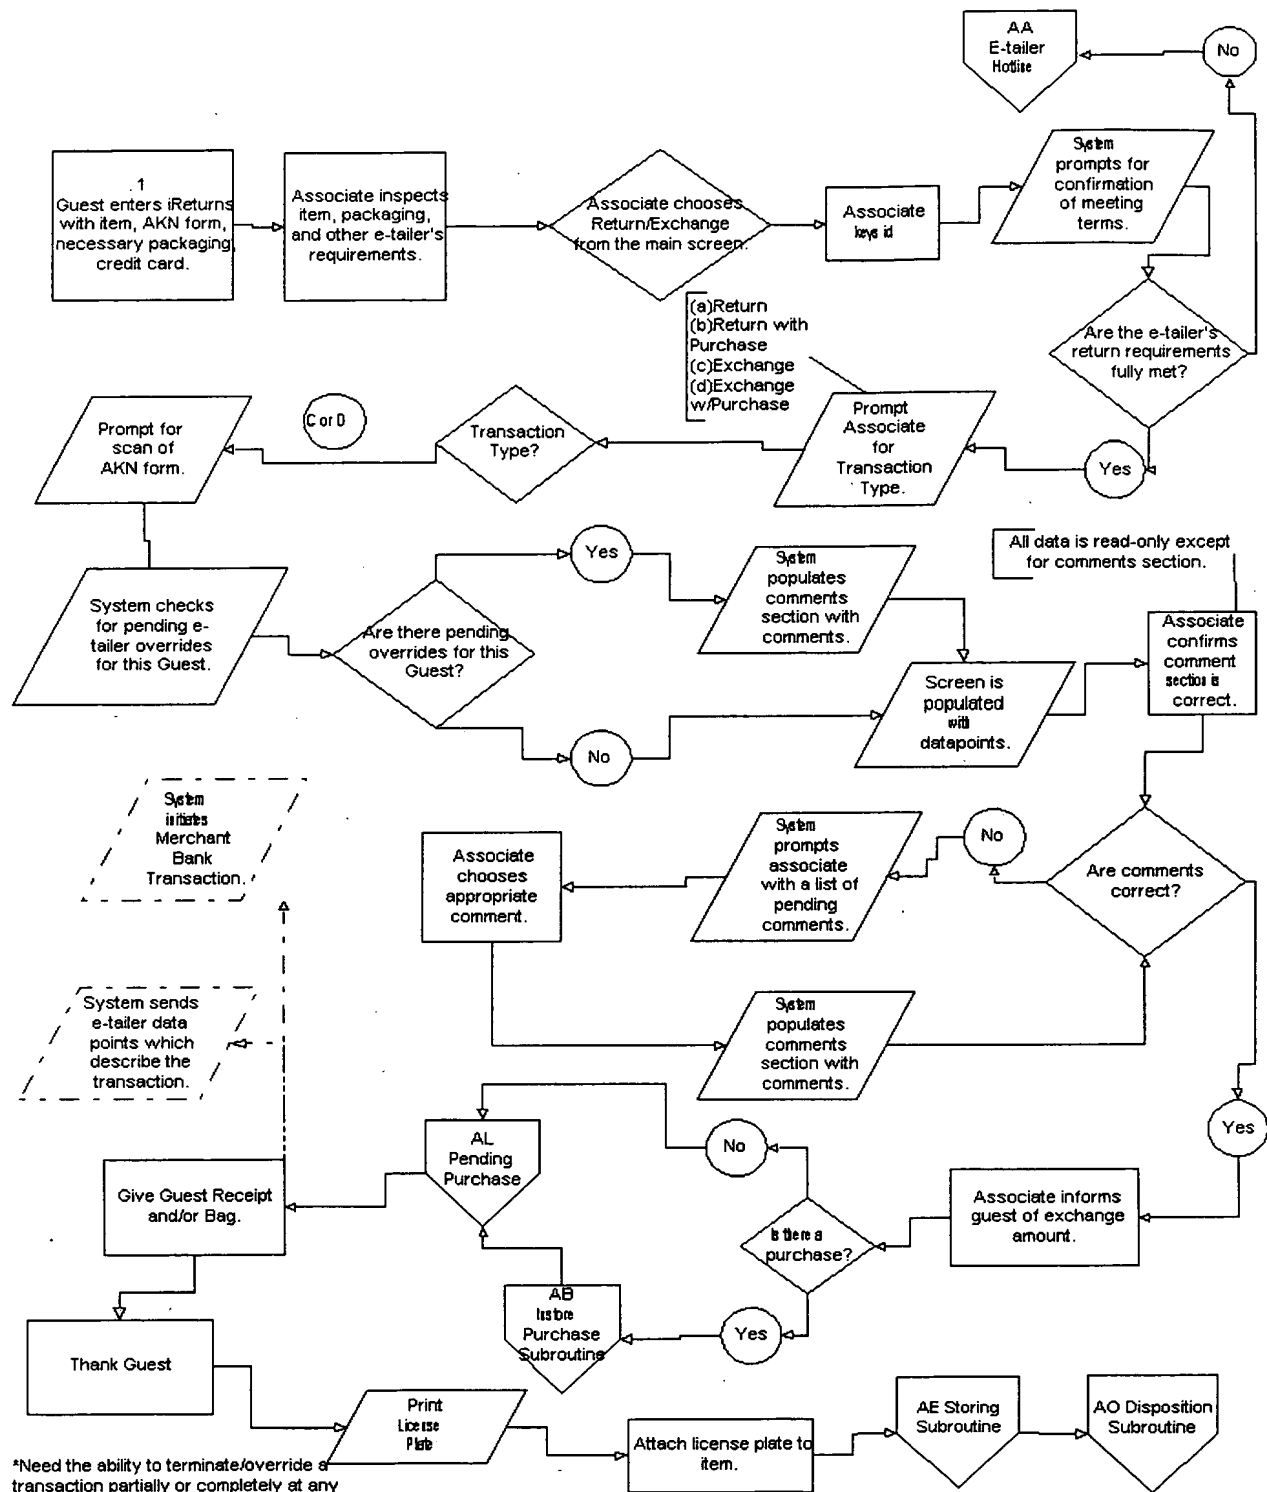 AA
E-tailer
Hotline
No
1
Guest enters iReturns
with item, AKN form,
necessary packaging,
credit card.
Associate inspects
item, packaging,
and other e-tailer's
requirements.
Associate chooses
Return/Exchange
from the main screen.
Associate
keys id
System
prompts for
confirmation
of meeting
terms.
(a)Return
(b)Return with
Purchase
(c)Exchange
(d)Exchange
w/Purchase
Are the e-tailer's
return requirements
fully met?
Prompt for
scan of
AKN form.
C or D
Transaction
Type?
Prompt
Associate
for
Transaction
Type.
Yes
System checks
for pending e-
tailer overrides
for this Guest.
Are there pending
overrides for this
Guest?
Yes
No
System
populates
comments
section with
comments.
Screen is
populated
with
datapoints.
All data is read-only except
for comments section.
Associate
confirms
comment
section is
correct.
System
initiates
Merchant
Bank
Transaction.
Associate
chooses
appropriate
comment.
System
prompts
associate
with a list of
pending
comments.
No
Are comments
correct?
System sends
e-tailer data
points which
describe the
transaction.
System
populates
comments
section with
comments.
Yes
AL
Pending
Purchase
No
Give Guest Receipt
and/or Bag.
Is there a
purchase?
Associate informs
guest of exchange
amount.
AB
Instore
Purchase
Subroutine
Yes
Thank Guest
Print
License
Plate
Attach license plate to
item.
AE Storing
Subroutine
AO Disposition
Subroutine
*Need the ability to terminate/override a
transaction partially or completely at any